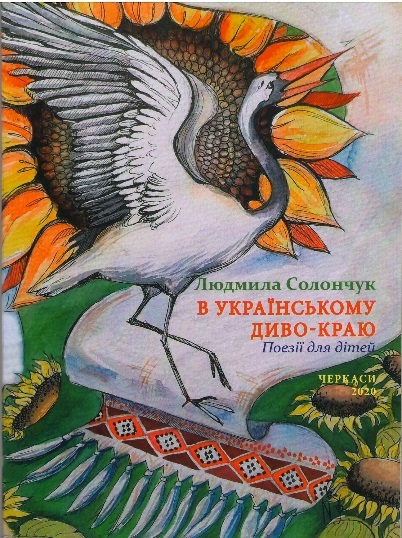 Людмила Солончук
В УКРАЇНСЬКОМУ
ДИВО-КРАЮ
Поезії для дітей
ЧЕРКАСИ
2020